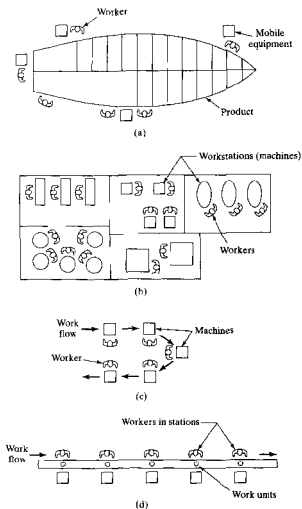 Worker
Mobile
equipment
Product
(a)
Workstations (machines)
Workers
(b)
Work
flow
Machines
Worker
(c)
Workers in stations
Work
flow
Work units
(d)